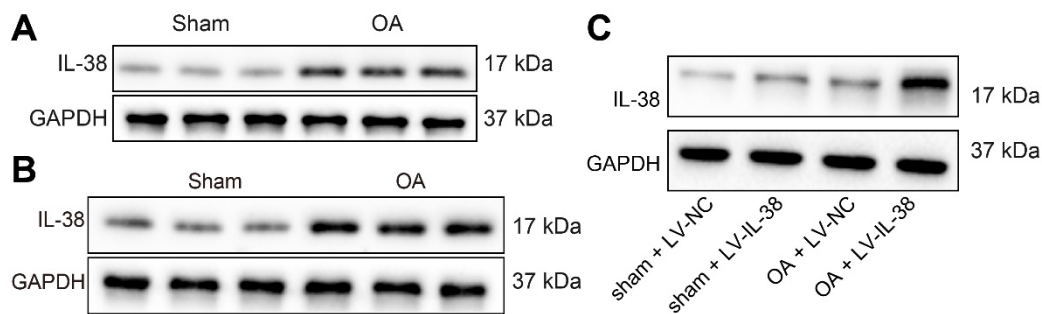 A
Sham OA
IL-38 17 kDa
GAPDH 37 kDa
B
Sham OA
IL-38 17 kDa
GAPDH 37 kDa
C
IL-38 17 kDa
GAPDH 37 kDa
sham + LV-NC
sham + LV-IL-38
OA + LV-NC
OA + LV-IL-38